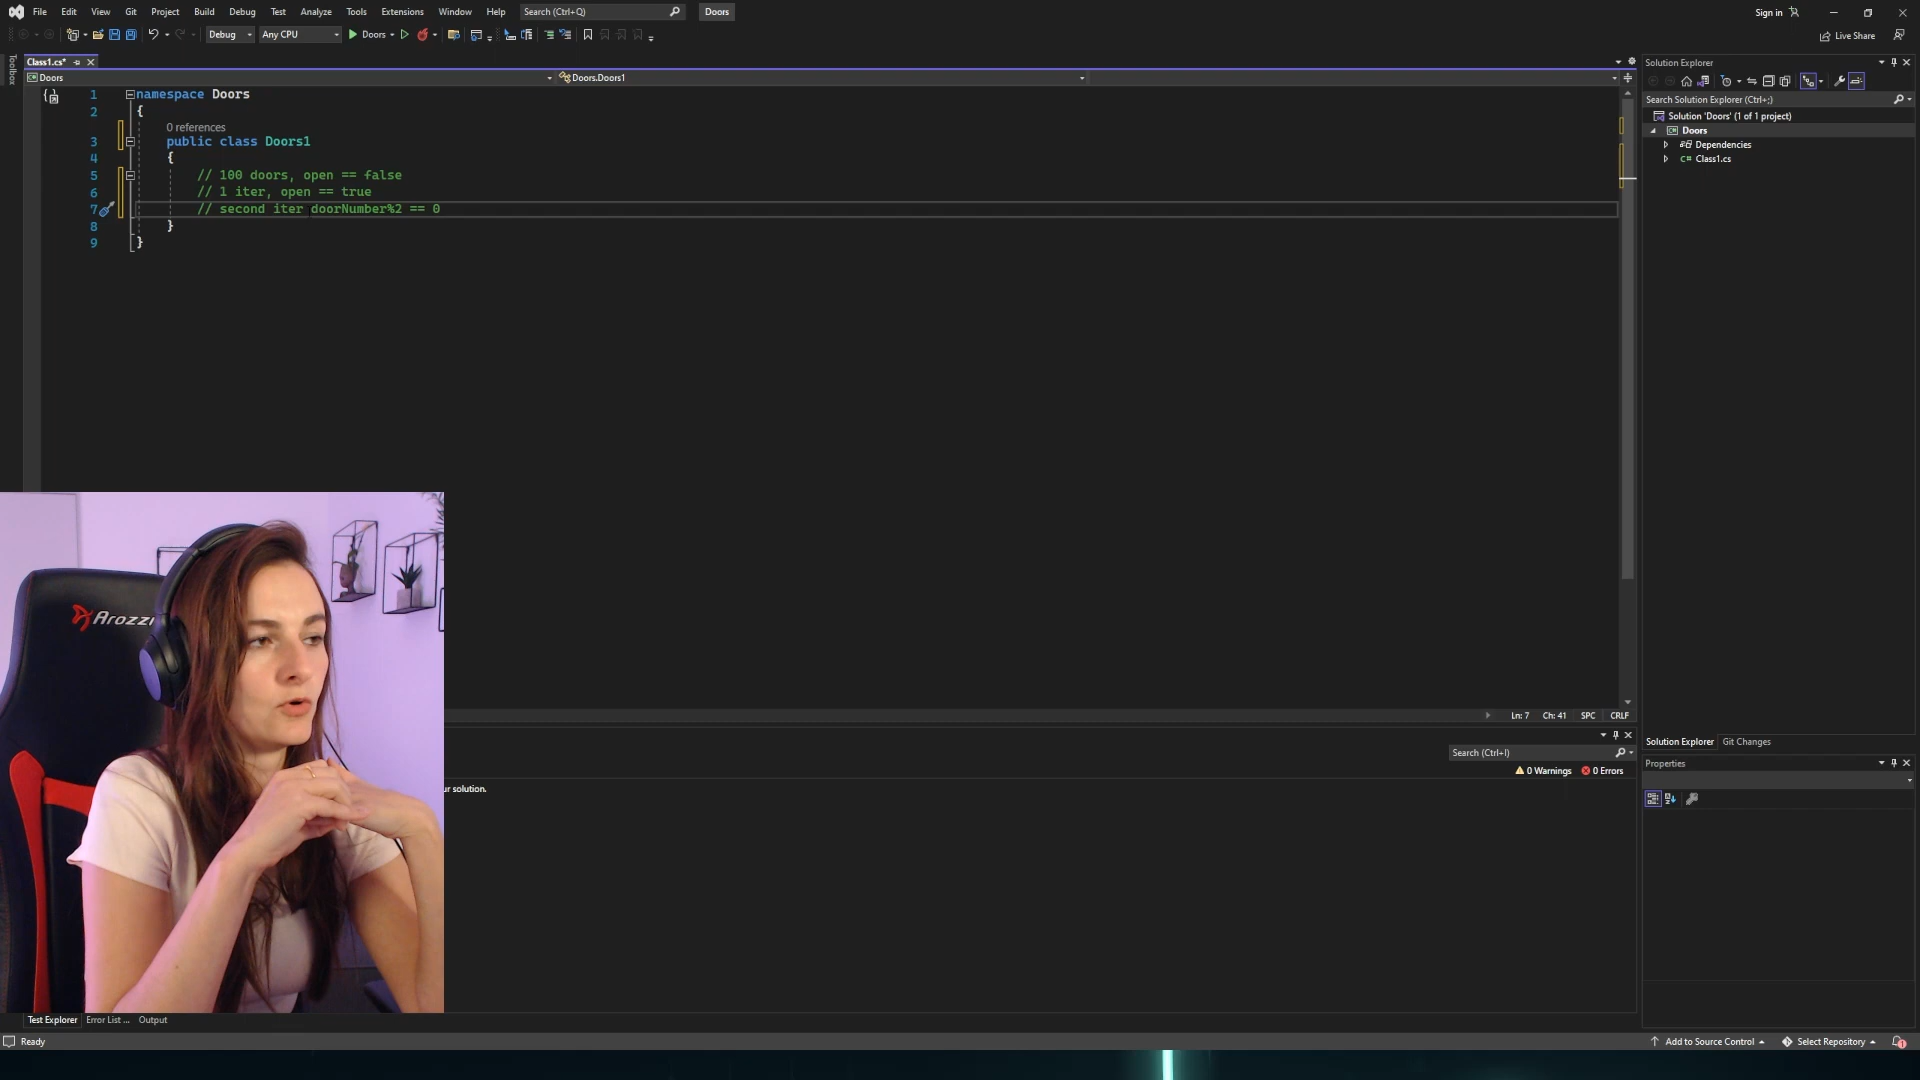 File Edit View Git Project Build Debug Test Analyze Tools Extensions Window Help Search (Ctrl+Q) Doors
Sign in
Debug Any CPU Doors
Live Share
Toolbox
Class1.cs*
Doors Doors.Doors1
1 namespace Doors
2 {
0 references
3 public class Doors1
4 {
5 // 100 doors, open == false
6 // 1 iter, open == true
7 // second iter doorNumber%2 == 0
8 }
9 }
Solution Explorer
Search Solution Explorer (Ctrl+;)
Solution 'Doors' (1 of 1 project)
Doors
Dependencies
C# Class1.cs
Arozzi
Ln: 7 Ch: 41 SPC CRLF
Search (Ctrl+I)
0 Warnings 0 Errors
ur solution.
Solution Explorer Git Changes
Properties
Test Explorer Error List ... Output
Ready
Add to Source Control Select Repository 1